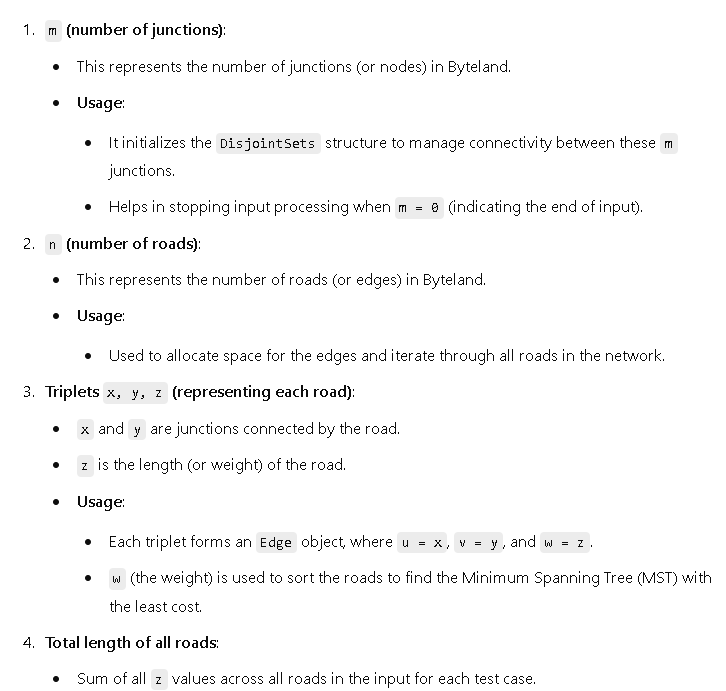 1. m (number of junctions):
• This represents the number of junctions (or nodes) in Byteland.
• Usage:
• It initializes the DisjointSets structure to manage connectivity between these m
junctions.
• Helps in stopping input processing when m = 0 (indicating the end of input).
2. n (number of roads):
• This represents the number of roads (or edges) in Byteland.
• Usage:
• Used to allocate space for the edges and iterate through all roads in the network.
3. Triplets x, y, z (representing each road):
• x and y are junctions connected by the road.
• z is the length (or weight) of the road.
• Usage:
• Each triplet forms an Edge object, where u = x, v = y, and w = z.
• w (the weight) is used to sort the roads to find the Minimum Spanning Tree (MST) with
the least cost.
4. Total length of all roads:
• Sum of all z values across all roads in the input for each test case.